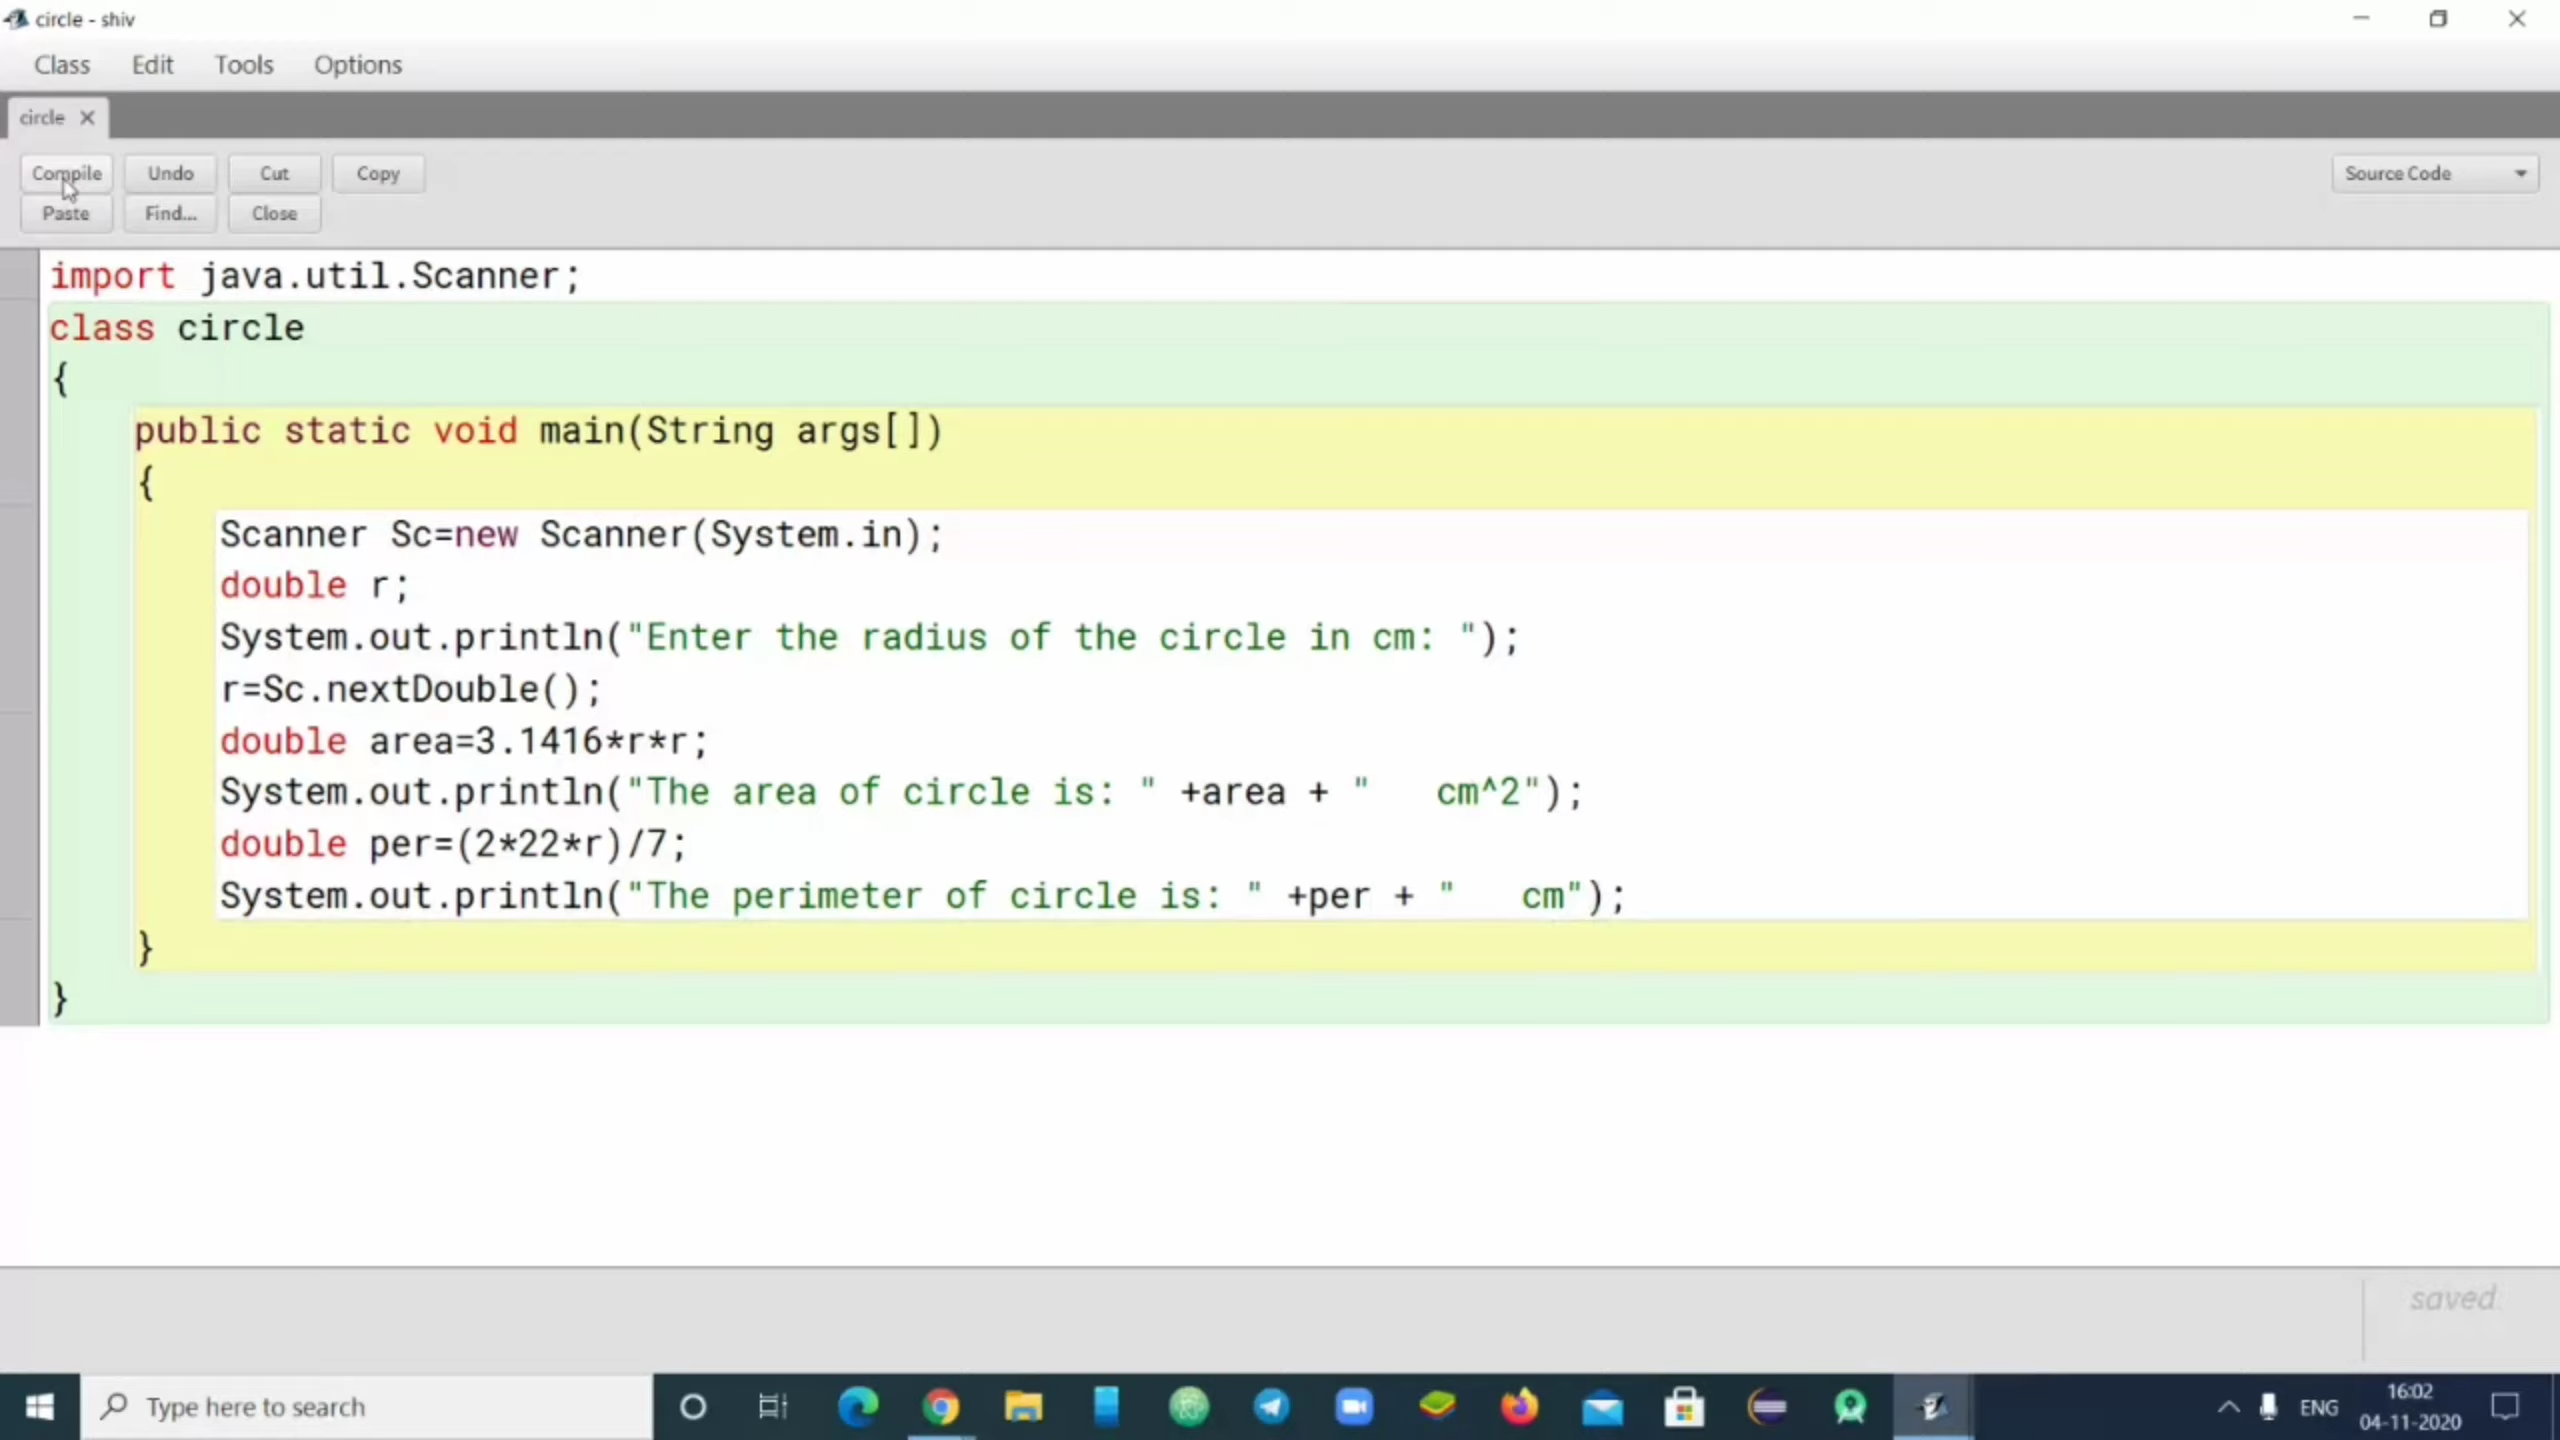 circle - shiv
Class Edit Tools Options
circle
Compile Undo Cut Copy Source Code
Paste Find... Close
import java.util.Scanner;
class circle
{
public static void main(String args[])
{
Scanner Sc=new Scanner(System.in);
double r;
System.out.println("Enter the radius of the circle in cm: ");
r=Sc.nextDouble();
double area=3.1416*r*r;
System.out.println("The area of circle is: " +area + "   cm^2");
double per=(2*22*r)/7;
System.out.println("The perimeter of circle is: " +per + "   cm");
}
}
saved
Type here to search
ENG
16:02
04-11-2020